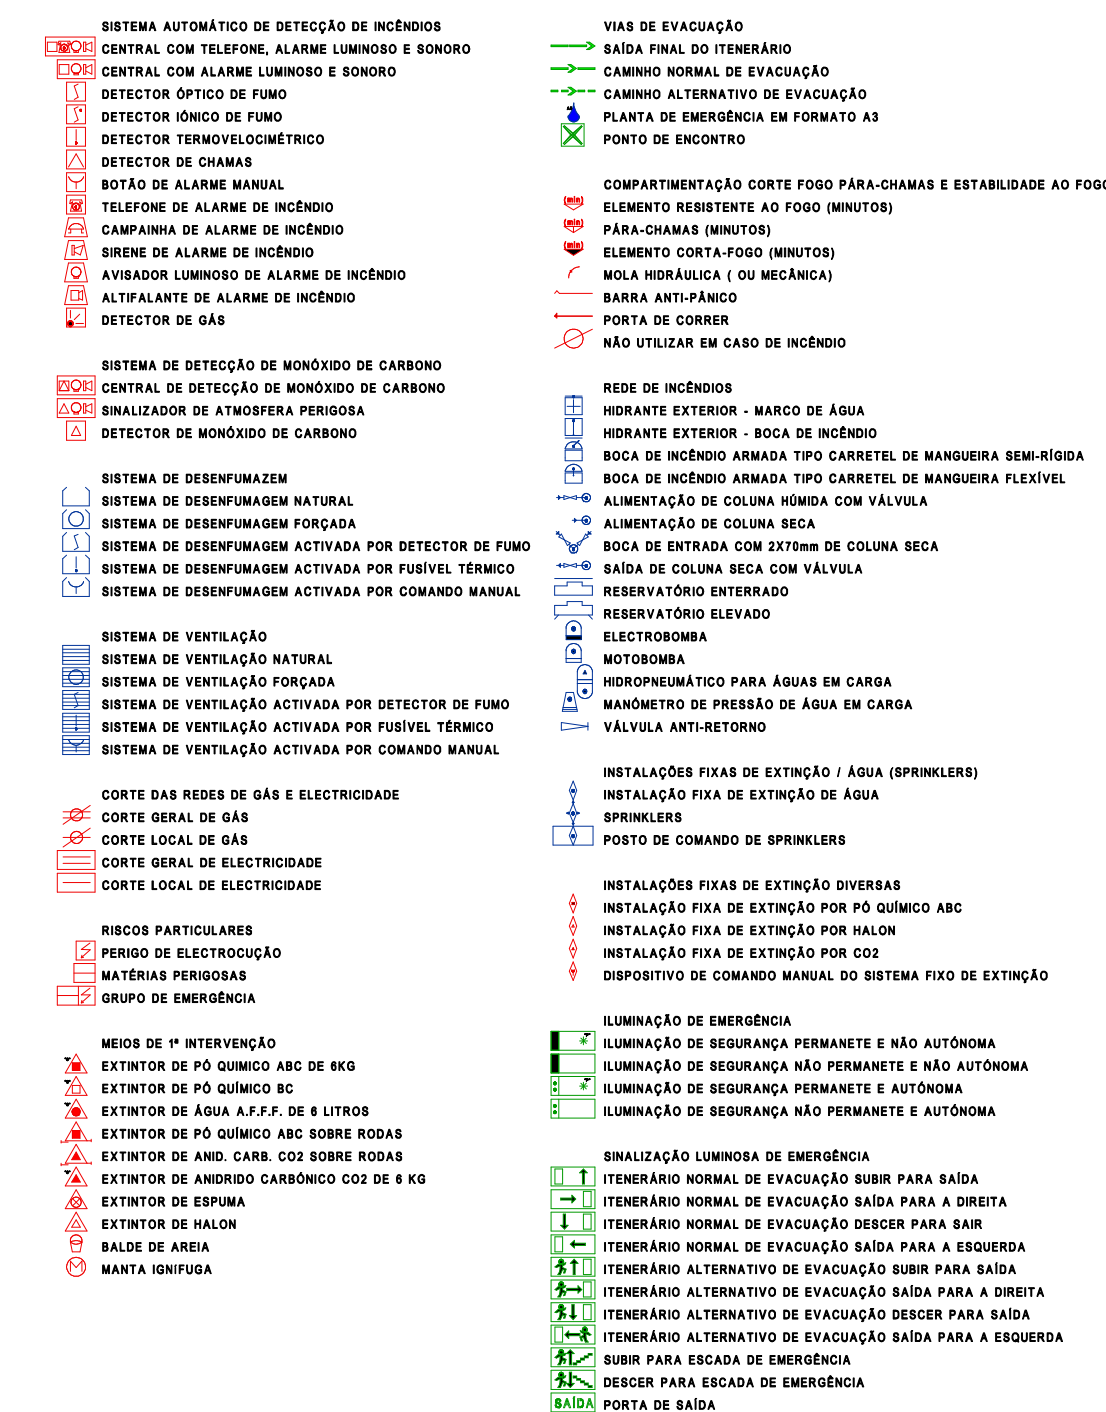 SISTEMA AUTOMÁTICO DE DETECÇÃO DE INCÊNDIOS
CENTRAL COM TELEFONE, ALARME LUMINOSO E SONORO
CENTRAL COM ALARME LUMINOSO E SONORO
DETECTOR ÓPTICO DE FUMO
DETECTOR IÓNICO DE FUMO
DETECTOR TERMOVELOCIMÉTRICO
DETECTOR DE CHAMAS
BOTÃO DE ALARME MANUAL
TELEFONE DE ALARME DE INCÊNDIO
CAMPAINHA DE ALARME DE INCÊNDIO
SIRENE DE ALARME DE INCÊNDIO
AVISADOR LUMINOSO DE ALARME DE INCÊNDIO
ALTIFALANTE DE ALARME DE INCÊNDIO
DETECTOR DE GÁS
SISTEMA DE DETECÇÃO DE MONÓXIDO DE CARBONO
CENTRAL DE DETECÇÃO DE MONÓXIDO DE CARBONO
SINALIZADOR DE ATMOSFERA PERIGOSA
DETECTOR DE MONÓXIDO DE CARBONO
SISTEMA DE DESENFUMAZEM
SISTEMA DE DESENFUMAGEM NATURAL
SISTEMA DE DESENFUMAGEM FORÇADA
SISTEMA DE DESENFUMAGEM ACTIVADA POR DETECTOR DE FUMO
SISTEMA DE DESENFUMAGEM ACTIVADA POR FUSÍVEL TÉRMICO
SISTEMA DE DESENFUMAGEM ACTIVADA POR COMANDO MANUAL
SISTEMA DE VENTILAÇÃO
SISTEMA DE VENTILAÇÃO NATURAL
SISTEMA DE VENTILAÇÃO FORÇADA
SISTEMA DE VENTILAÇÃO ACTIVADA POR DETECTOR DE FUMO
SISTEMA DE VENTILAÇÃO ACTIVADA POR FUSÍVEL TÉRMICO
SISTEMA DE VENTILAÇÃO ACTIVADA POR COMANDO MANUAL
CORTE DAS REDES DE GÁS E ELECTRICIDADE
CORTE GERAL DE GÁS
CORTE LOCAL DE GÁS
CORTE GERAL DE ELECTRICIDADE
CORTE LOCAL DE ELECTRICIDADE
RISCOS PARTICULARES
PERIGO DE ELECTROCUÇÃO
MATÉRIAS PERIGOSAS
GRUPO DE EMERGÊNCIA
MEIOS DE 1ª INTERVENÇÃO
EXTINTOR DE PÓ QUIMICO ABC DE 6KG
EXTINTOR DE PÓ QUÍMICO BC
EXTINTOR DE ÁGUA A.F.F.F. DE 6 LITROS
EXTINTOR DE PÓ QUÍMICO ABC SOBRE RODAS
EXTINTOR DE ANID. CARB. CO2 SOBRE RODAS
EXTINTOR DE ANIDRIDO CARBÓNICO CO2 DE 6 KG
EXTINTOR DE ESPUMA
EXTINTOR DE HALON
BALDE DE AREIA
M MANTA IGNíFUGA
VIAS DE EVACUAÇÃO
SAÍDA FINAL DO ITENERÁRIO
CAMINHO NORMAL DE EVACUAÇÃO
CAMINHO ALTERNATIVO DE EVACUAÇÃO
PLANTA DE EMERGÊNCIA EM FORMATO A3
PONTO DE ENCONTRO
COMPARTIMENTAÇÃO CORTE FOGO PÁRA-CHAMAS E ESTABILIDADE AO FOGO
(min) ELEMENTO RESISTENTE AO FOGO (MINUTOS)
(min) PÁRA-CHAMAS (MINUTOS)
(min) ELEMENTO CORTA-FOGO (MINUTOS)
MOLA HIDRÁULICA ( OU MECÂNICA)
BARRA ANTI-PÂNICO
PORTA DE CORRER
NÃO UTILIZAR EM CASO DE INCÊNDIO
REDE DE INCÊNDIOS
HIDRANTE EXTERIOR - MARCO DE ÁGUA
HIDRANTE EXTERIOR - BOCA DE INCÊNDIO
BOCA DE INCÊNDIO ARMADA TIPO CARRETEL DE MANGUEIRA SEMI-RÍGIDA
BOCA DE INCÊNDIO ARMADA TIPO CARRETEL DE MANGUEIRA FLEXÍVEL
ALIMENTAÇÃO DE COLUNA HÚMIDA COM VÁLVULA
ALIMENTAÇÃO DE COLUNA SECA
BOCA DE ENTRADA COM 2X70mm DE COLUNA SECA
SAÍDA DE COLUNA SECA COM VÁLVULA
RESERVATÓRIO ENTERRADO
RESERVATÓRIO ELEVADO
ELECTROBOMBA
MOTOBOMBA
HIDROPNEUMÁTICO PARA ÁGUAS EM CARGA
MANÓMETRO DE PRESSÃO DE ÁGUA EM CARGA
VÁLVULA ANTI-RETORNO
INSTALAÇÕES FIXAS DE EXTINÇÃO / ÁGUA (SPRINKLERS)
INSTALAÇÃO FIXA DE EXTINÇÃO DE ÁGUA
SPRINKLERS
POSTO DE COMANDO DE SPRINKLERS
INSTALAÇÕES FIXAS DE EXTINÇÃO DIVERSAS
INSTALAÇÃO FIXA DE EXTINÇÃO POR PÓ QUÍMICO ABC
INSTALAÇÃO FIXA DE EXTINÇÃO POR HALON
INSTALAÇÃO FIXA DE EXTINÇÃO POR CO2
DISPOSITIVO DE COMANDO MANUAL DO SISTEMA FIXO DE EXTINÇÃO
ILUMINAÇÃO DE EMERGÊNCIA
ILUMINAÇÃO DE SEGURANÇA PERMANETE E NÃO AUTÓNOMA
ILUMINAÇÃO DE SEGURANÇA NÃO PERMANETE E NÃO AUTÓNOMA
ILUMINAÇÃO DE SEGURANÇA PERMANETE E AUTÓNOMA
ILUMINAÇÃO DE SEGURANÇA NÃO PERMANETE E AUTÓNOMA
SINALIZAÇÃO LUMINOSA DE EMERGÊNCIA
ITENERÁRIO NORMAL DE EVACUAÇÃO SUBIR PARA SAÍDA
ITENERÁRIO NORMAL DE EVACUAÇÃO SAÍDA PARA A DIREITA
ITENERÁRIO NORMAL DE EVACUAÇÃO DESCER PARA SAIR
ITENERÁRIO NORMAL DE EVACUAÇÃO SAÍDA PARA A ESQUERDA
ITENERÁRIO ALTERNATIVO DE EVACUAÇÃO SUBIR PARA SAÍDA
ITENERÁRIO ALTERNATIVO DE EVACUAÇÃO SAÍDA PARA A DIREITA
ITENERÁRIO ALTERNATIVO DE EVACUAÇÃO DESCER PARA SAÍDA
ITENERÁRIO ALTERNATIVO DE EVACUAÇÃO SAÍDA PARA A ESQUERDA
SUBIR PARA ESCADA DE EMERGÊNCIA
DESCER PARA ESCADA DE EMERGÊNCIA
SAÍDA PORTA DE SAÍDA